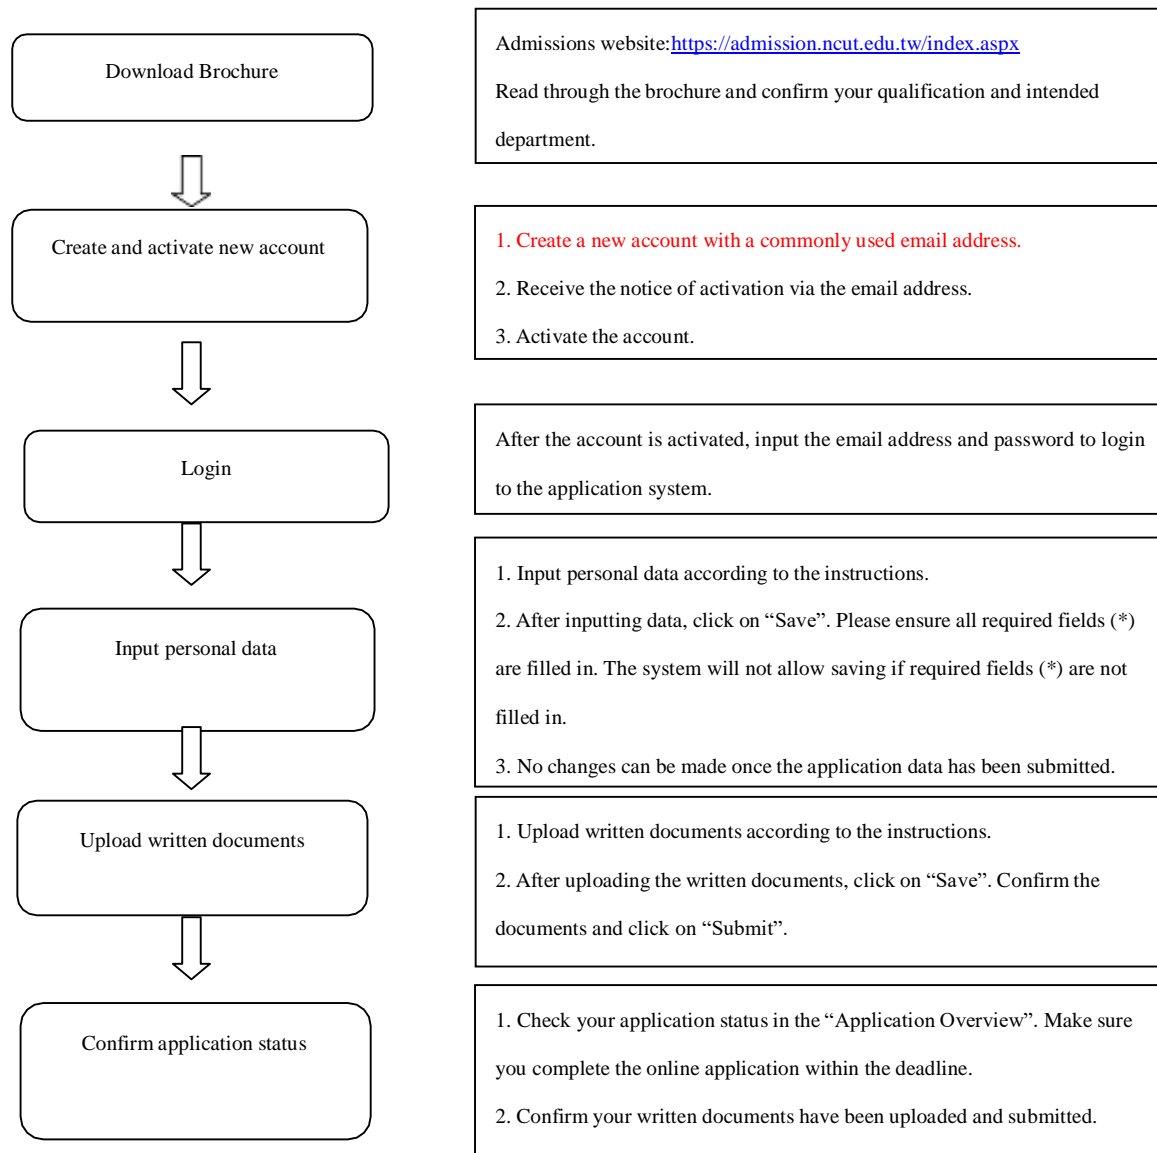 Download Brochure
Admissions website:https://admission.ncut.edu.tw/index.aspx
Read through the brochure and confirm your qualification and intended
department.
Create and activate new account
1. Create a new account with a commonly used email address.
2. Receive the notice of activation via the email address.
3. Activate the account.
Login
After the account is activated, input the email address and password to login
to the application system.
Input personal data
1. Input personal data according to the instructions.
2. After inputting data, click on “Save”. Please ensure all required fields (*)
are filled in. The system will not allow saving if required fields (*) are not
filled in.
3. No changes can be made once the application data has been submitted.
Upload written documents
1. Upload written documents according to the instructions.
2. After uploading the written documents, click on “Save”. Confirm the
documents and click on “Submit”.
Confirm application status
1. Check your application status in the “Application Overview”. Make sure
you complete the online application within the deadline.
2. Confirm your written documents have been uploaded and submitted.